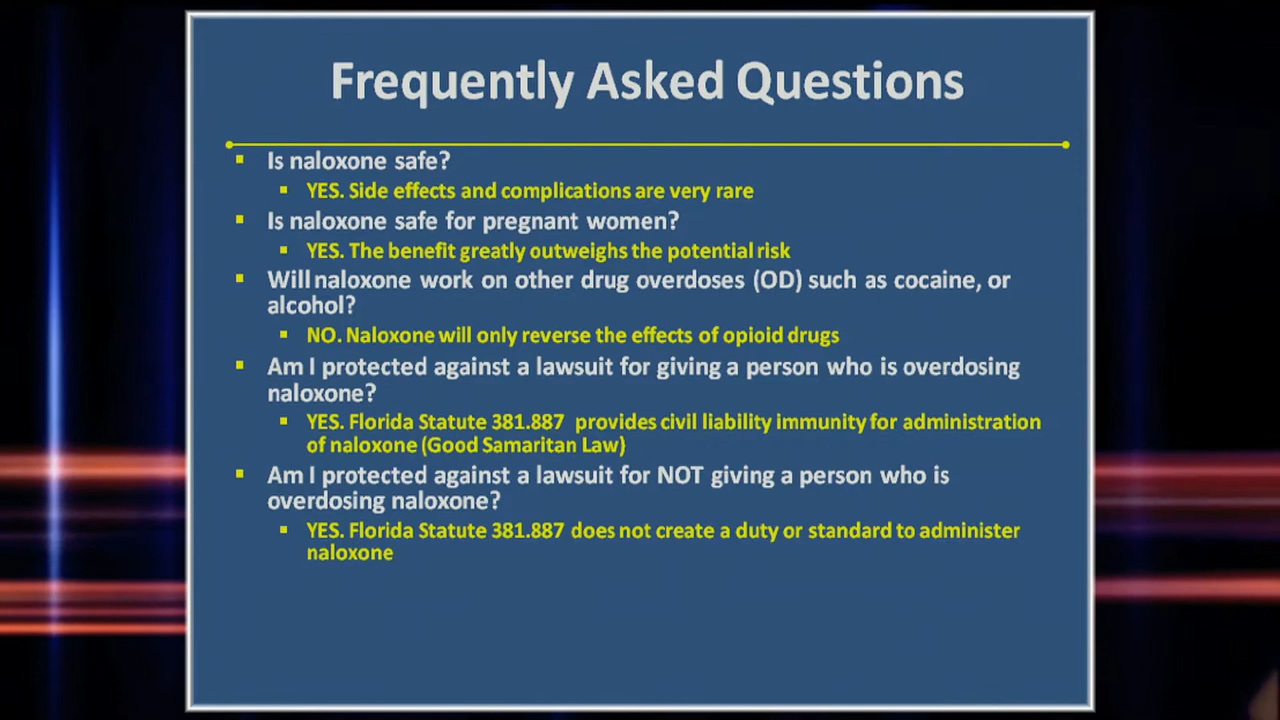 Frequently Asked Questions
Is naloxone safe?
YES. Side effects and complications are very rare
Is naloxone safe for pregnant women?
YES. The benefit greatly outweighs the potential risk
Will naloxone work on other drug overdoses (OD) such as cocaine, or
alcohol?
NO. Naloxone will only reverse the effects of opioid drugs
Am I protected against a lawsuit for giving a person who is overdosing
naloxone?
YES. Florida Statute 381.887 provides civil liability immunity for administration
of naloxone (Good Samaritan Law)
Am I protected against a lawsuit for NOT giving a person who is
overdosing naloxone?
YES. Florida Statute 381.887 does not create a duty or standard to administer
naloxone